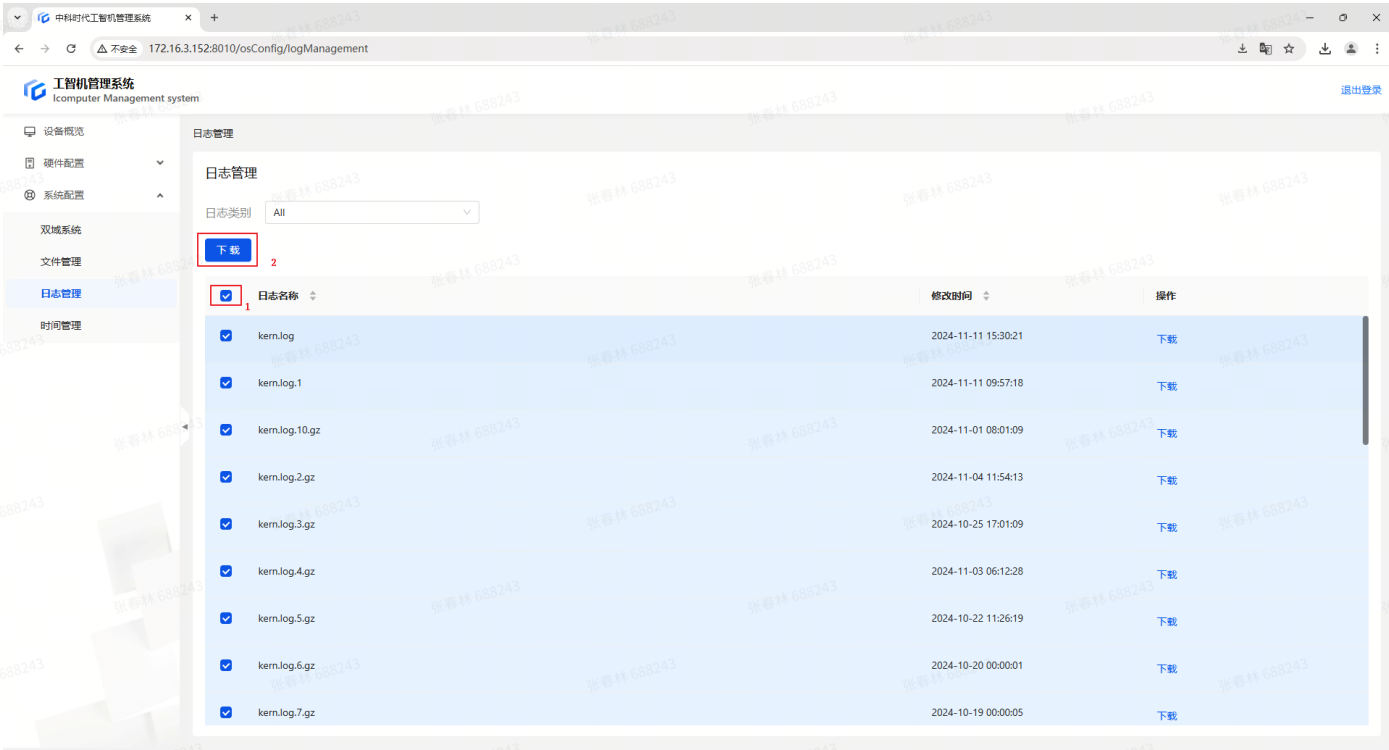 中科时代工智机管理系统
不安全 172.16.3.152:8010/osConfig/logManagement
工智机管理系统
Icomputer Management system
退出登录
设备概览
硬件配置
系统配置
双域系统
文件管理
日志管理
时间管理
日志管理
日志管理
日志类别 All
下载 2
1 日志名称 修改时间 操作
kern.log 2024-11-11 15:30:21 下载
kern.log.1 2024-11-11 09:57:18 下载
kern.log.10.gz 2024-11-01 08:01:09 下载
kern.log.2.gz 2024-11-04 11:54:13 下载
kern.log.3.gz 2024-10-25 17:01:09 下载
kern.log.4.gz 2024-11-03 06:12:28 下载
kern.log.5.gz 2024-10-22 11:26:19 下载
kern.log.6.gz 2024-10-20 00:00:01 下载
kern.log.7.gz 2024-10-19 00:00:05 下载
张春林 688243